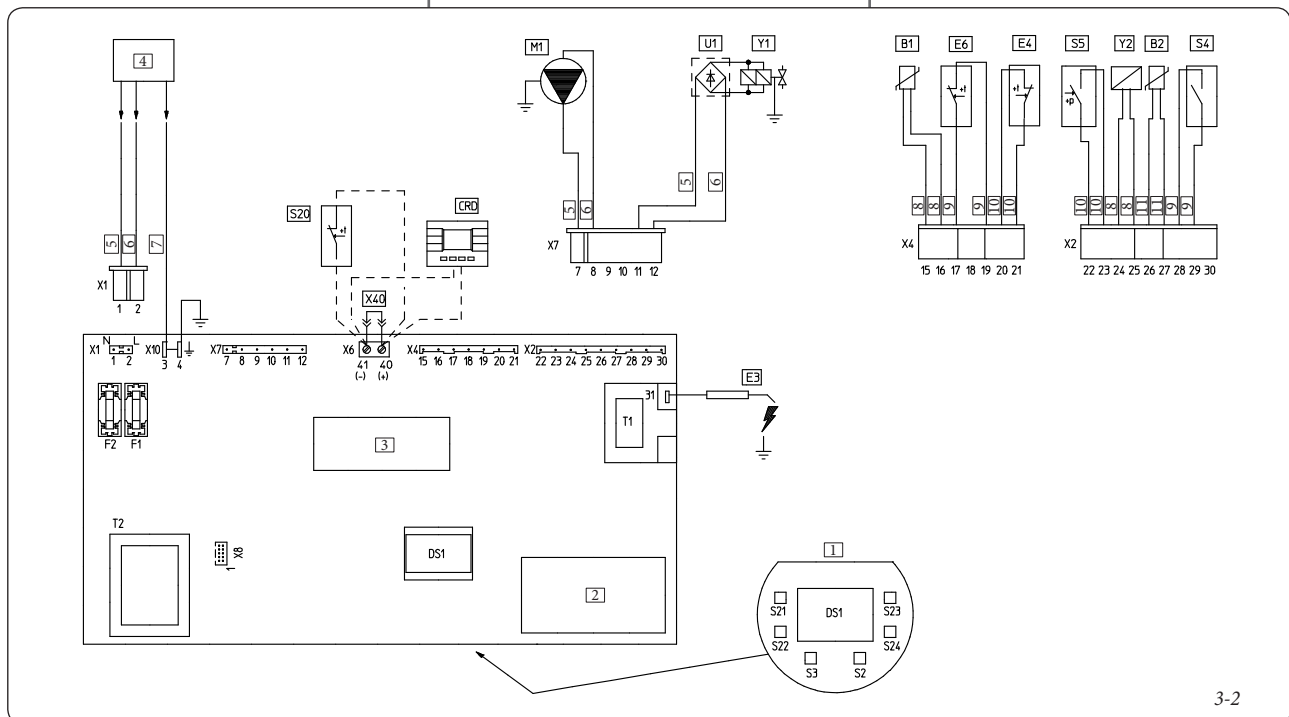 4
M1
U1
Y1
B1
E6
E4
S5
Y2
B2
S4
+t
+t
+p
S20
+t
CRD
5
6
7
5
6
5
6
8
8
9
9
10
10
10
10
8
8
11
11
9
9
X1
1 2
X7
7 8 9 10 11 12
X4
15 16 17 18 19 20 21
X2
22 23 24 25 26 27 28 29 30
X40
X1
N
L
1 2
X10
3 4
X7
7 8 9 10 11 12
X6
41 40
(-) (+)
X4
15 16 17 18 19 20 21
X2
22 23 24 25 26 27 28 29 30
E3
31
T1
F2 F1
3
T2
X8
1
DS1
2
1
S21
DS1
S23
S22
S24
S3
S2
3-2